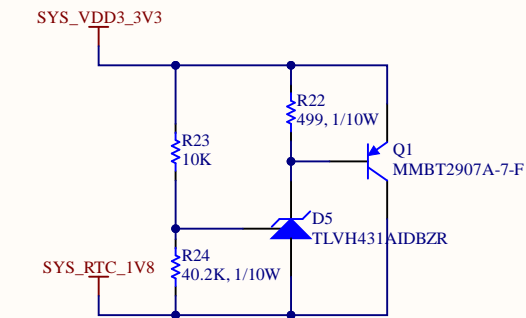 SYS_VDD3_3V3
R22
499, 1/10W
R23
10K
Q1
MMBT2907A-7-F
D5
TLVH431AIDBZR
R24
40.2K, 1/10W
SYS_RTC_1V8